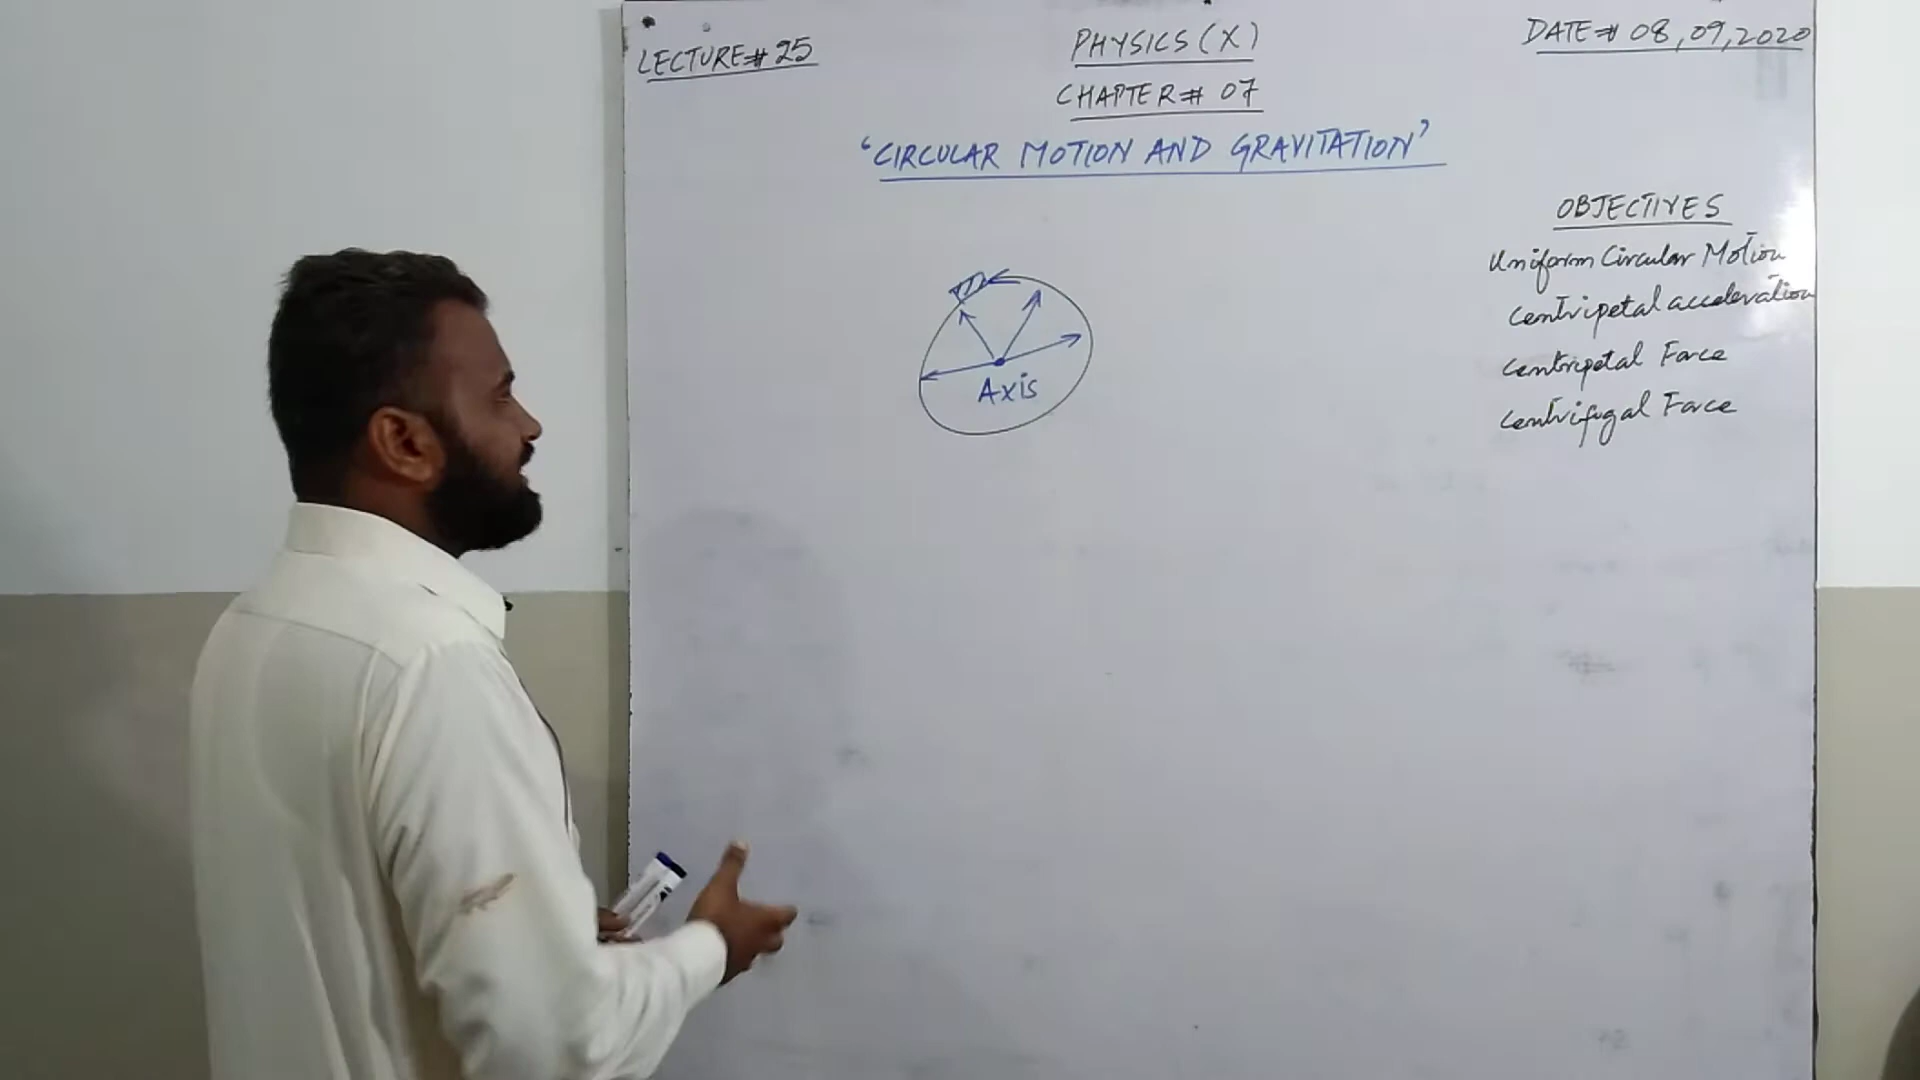 LECTURE# 25
PHYSICS (X)
DATE# 08,09,2020
CHAPTER# 07
"CIRCULAR MOTION AND GRAVITATION"
OBJECTIVES
Uniform Circular Motion
Centripetal acceleration
Centripetal Force
Centrifugal Force
Axis